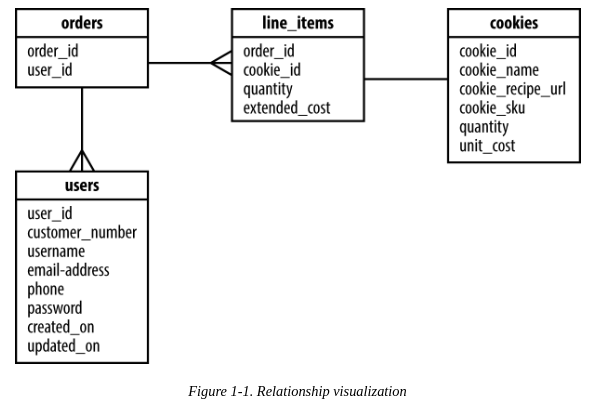 orders
order_id
user_id
line_items
order_id
cookie_id
quantity
extended_cost
cookies
cookie_id
cookie_name
cookie_recipe_url
cookie_sku
quantity
unit_cost
users
user_id
customer_number
username
email-address
phone
password
created_on
updated_on
Figure 1-1. Relationship visualization